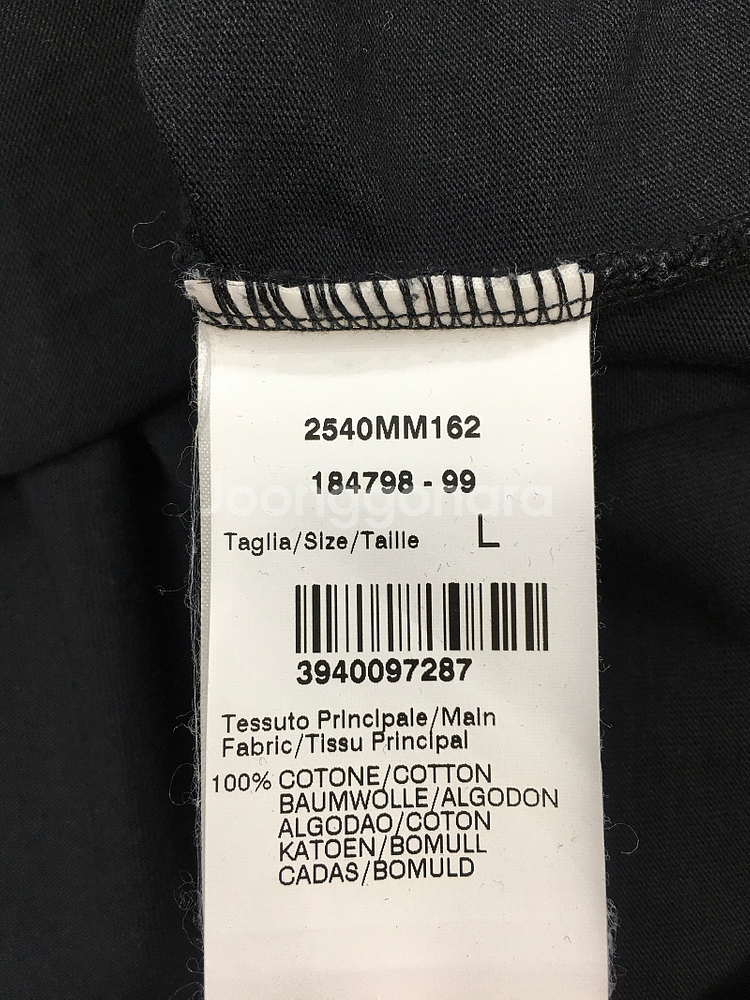 2540MM162
184798 - 99
Joonggonara
Taglia/Size/Taille L
3940097287
Tessuto Principale/Main
Fabric/Tissu Principal
100% COTONE/COTTON
BAUMWOLLE/ALGODON
ALGODAO/COTON
KATOEN/BOMULL
CADAS/BOMULD